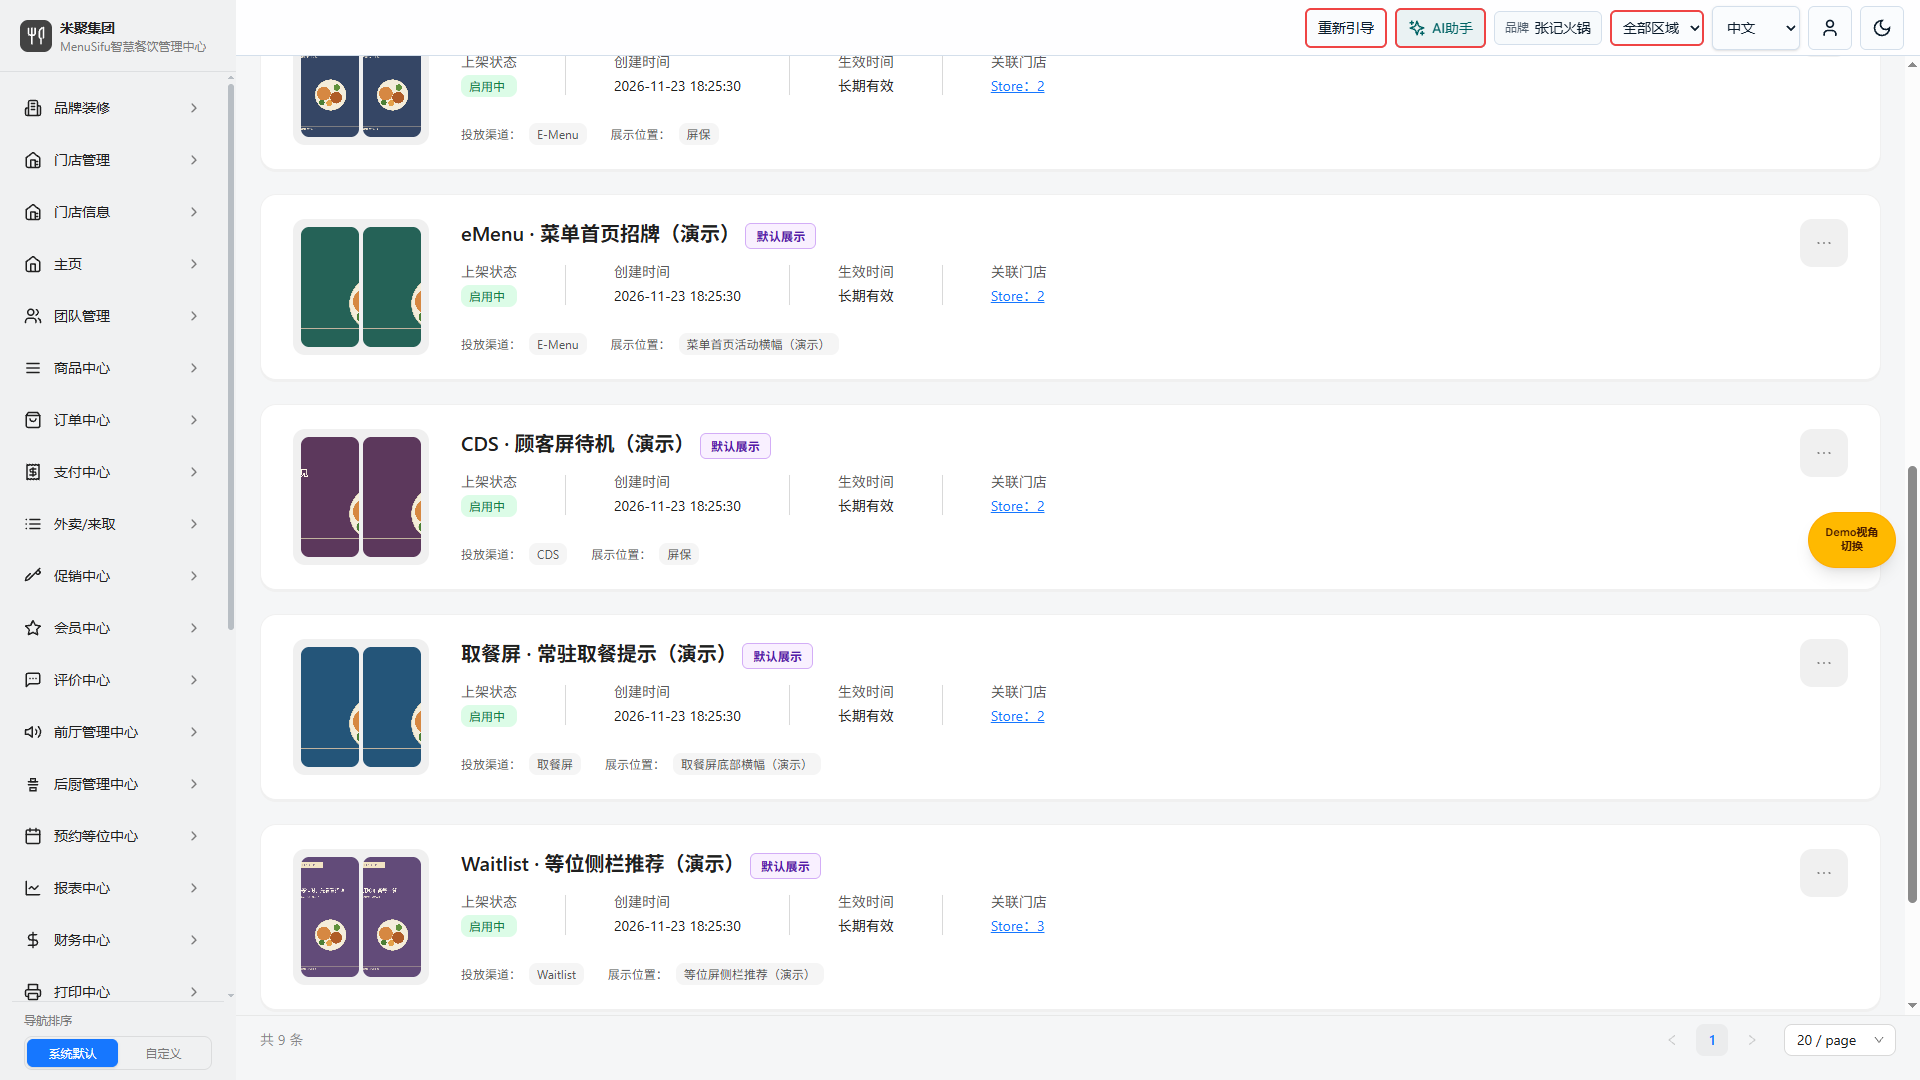 米聚集团
MenuSifu智慧餐饮管理中心
重新引导
AI助手
品牌 张记火锅
全部区域
中文
品牌装修
门店管理
门店信息
主页
团队管理
商品中心
订单中心
支付中心
外卖/来取
促销中心
会员中心
评价中心
前厅管理中心
后厨管理中心
预约等位中心
报表中心
财务中心
打印中心
导航排序
系统默认
自定义
上架状态
启用中
创建时间
2026-11-23 18:25:30
生效时间
长期有效
关联门店
Store：2
投放渠道： E-Menu 展示位置： 屏保
eMenu · 菜单首页招牌（演示） 默认展示
上架状态
启用中
创建时间
2026-11-23 18:25:30
生效时间
长期有效
关联门店
Store：2
投放渠道： E-Menu 展示位置： 菜单首页活动横幅（演示）
CDS · 顾客屏待机（演示） 默认展示
上架状态
启用中
创建时间
2026-11-23 18:25:30
生效时间
长期有效
关联门店
Store：2
投放渠道： CDS 展示位置： 屏保
取餐屏 · 常驻取餐提示（演示） 默认展示
上架状态
启用中
创建时间
2026-11-23 18:25:30
生效时间
长期有效
关联门店
Store：2
投放渠道： 取餐屏 展示位置： 取餐屏底部横幅（演示）
Waitlist · 等位侧栏推荐（演示） 默认展示
上架状态
启用中
创建时间
2026-11-23 18:25:30
生效时间
长期有效
关联门店
Store：3
投放渠道： Waitlist 展示位置： 等位屏侧栏推荐（演示）
Demo视角
切换
共 9 条
1
20 / page